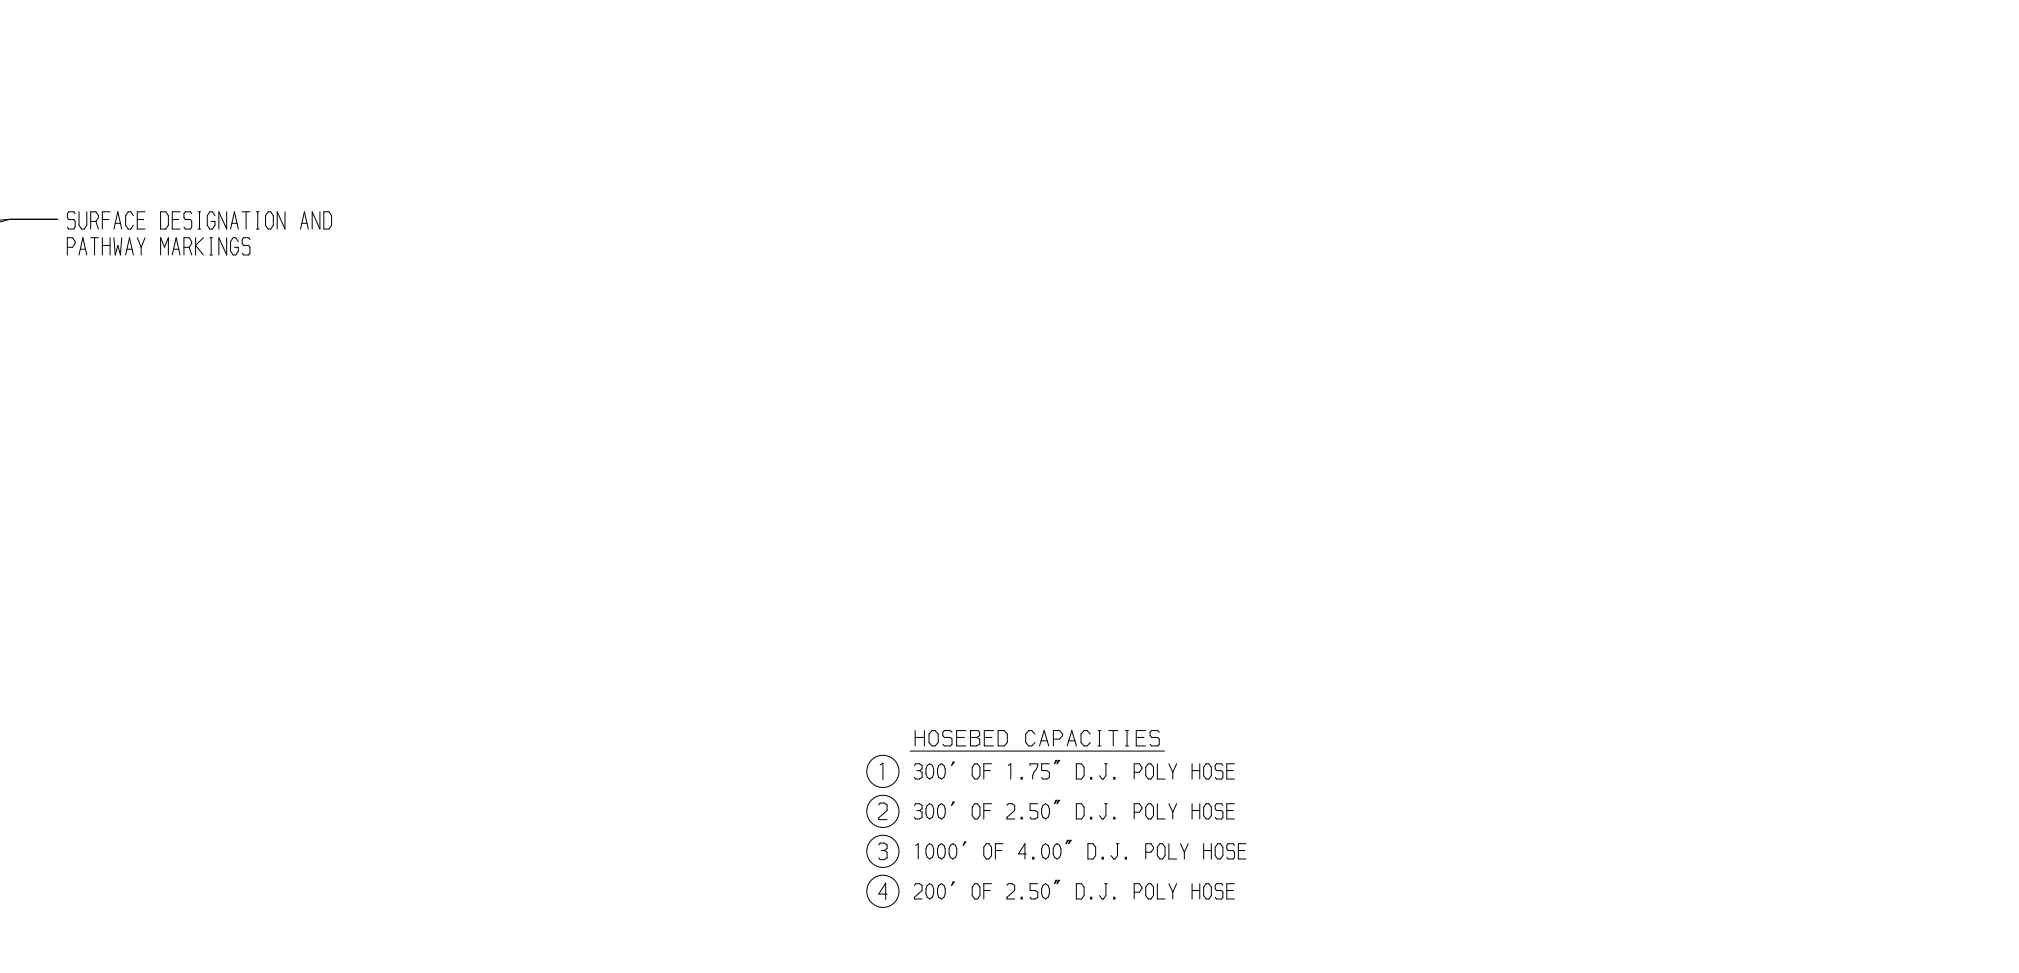 SURFACE DESIGNATION AND
PATHWAY MARKINGS
HOSEBED CAPACITIES
1 300' OF 1.75" D.J. POLY HOSE
2 300' OF 2.50" D.J. POLY HOSE
3 1000' OF 4.00" D.J. POLY HOSE
4 200' OF 2.50" D.J. POLY HOSE